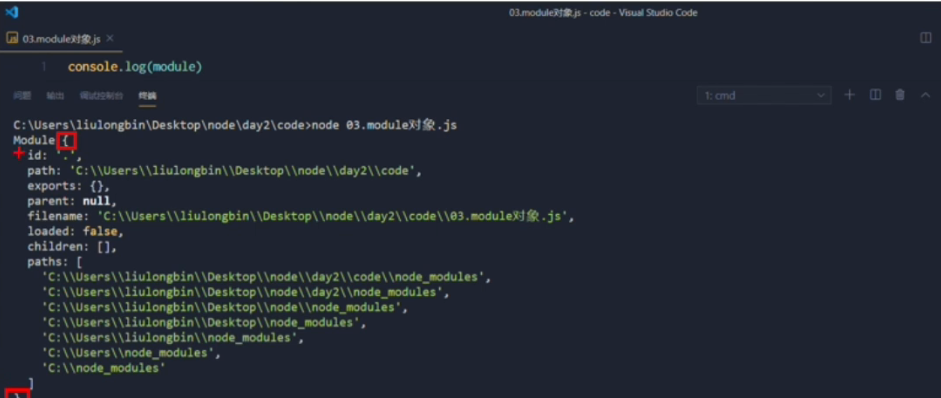 03.module对象.js - code - Visual Studio Code
03.module对象.js
1 console.log(module)
问题 输出 调试控制台 终端 1: cmd
C:\Users\liulongbin\Desktop\node\day2\code>node 03.module对象.js
Module {
id: '.',
path: 'C:\\Users\\liulongbin\\Desktop\\node\\day2\\code',
exports: {},
parent: null,
filename: 'C:\\Users\\liulongbin\\Desktop\\node\\day2\\code\\03.module对象.js',
loaded: false,
children: [],
paths: [
'C:\\Users\\liulongbin\\Desktop\\node\\day2\\code\\node_modules',
'C:\\Users\\liulongbin\\Desktop\\node\\day2\\node_modules',
'C:\\Users\\liulongbin\\Desktop\\node\\node_modules',
'C:\\Users\\liulongbin\\Desktop\\node_modules',
'C:\\Users\\liulongbin\\node_modules',
'C:\\Users\\node_modules',
'C:\\node_modules'
]
}